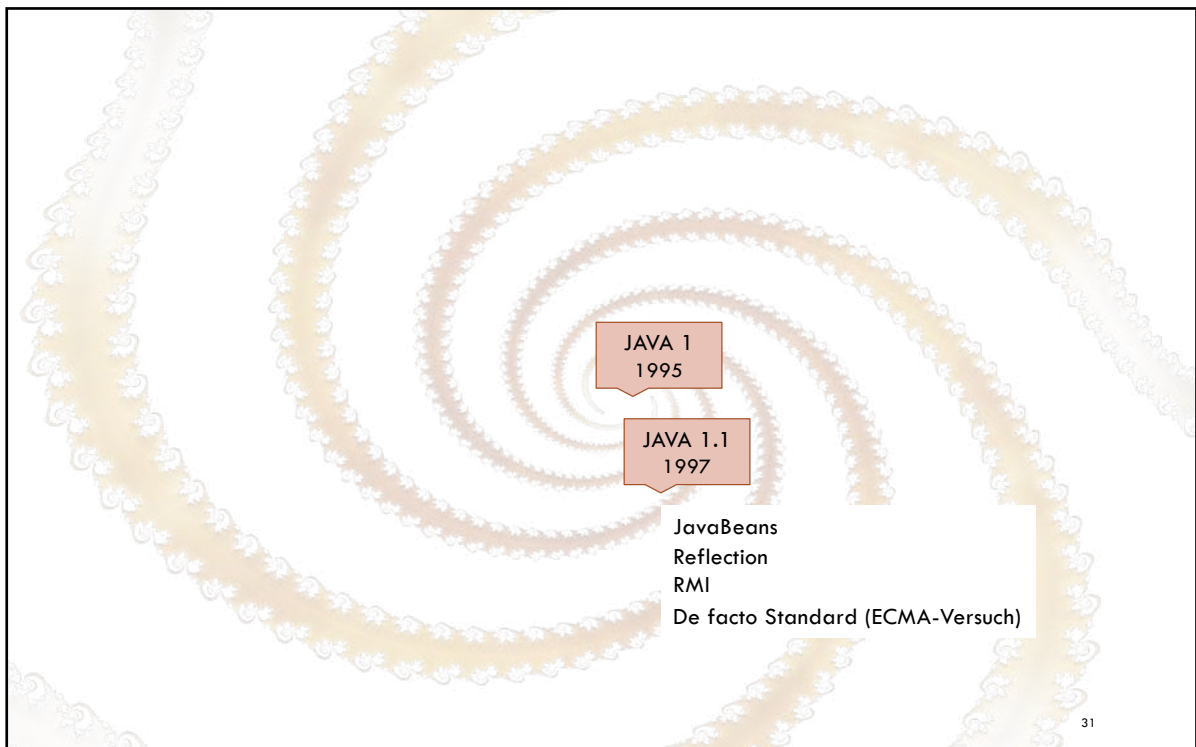 JAVA 1
1995
JAVA 1.1
1997
JavaBeans
Reflection
RMI
De facto Standard (ECMA-Versuch)
31